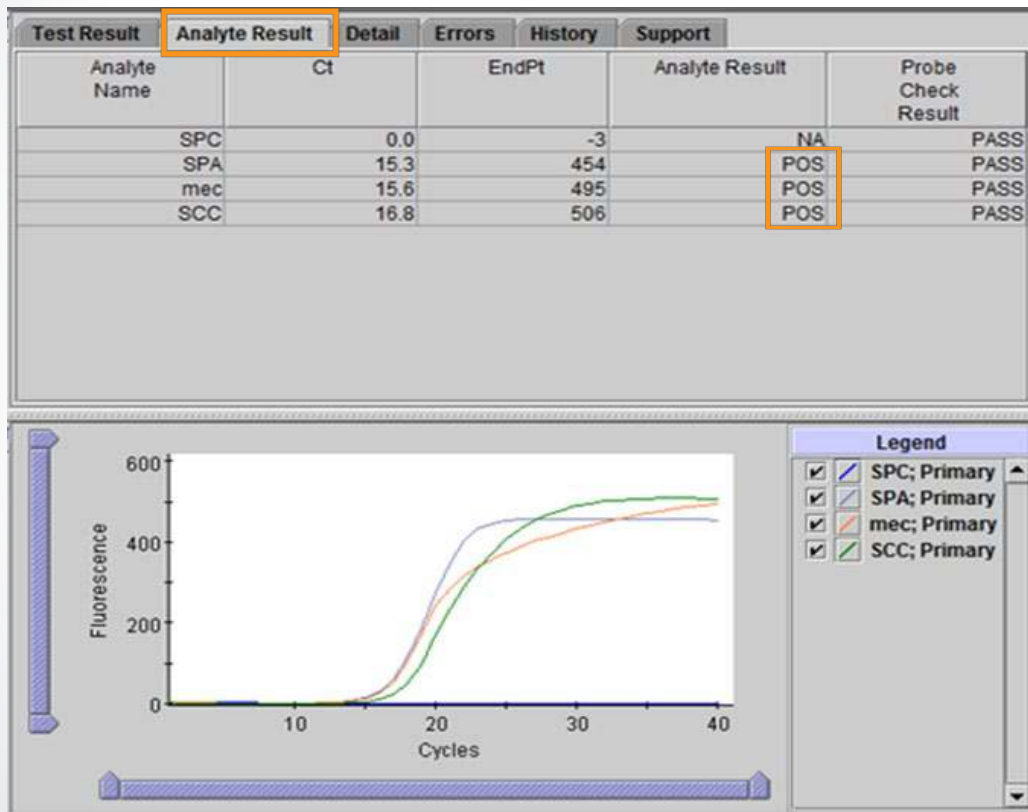 Test Result Analyte Result Detail Errors History Support
Analyte Name Ct EndPt Analyte Result Probe Check Result
SPC 0.0 -3 NA PASS
SPA 15.3 454 POS PASS
mec 15.6 495 POS PASS
SCC 16.8 506 POS PASS
Legend
SPC; Primary
SPA; Primary
mec; Primary
SCC; Primary
Fluorescence
600
400
200
0
10 20 30 40
Cycles